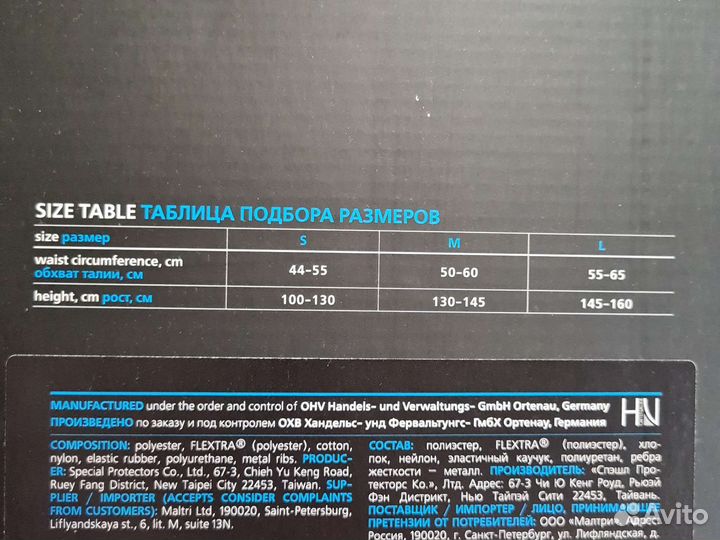 SIZE TABLE ТАБЛИЦА ПОДБОРА РАЗМЕРОВ
size размер S M L
waist circumference, cm
обхват талии, см 44–55 50–60 55–65
height, cm рост, см 100–130 130–145 145–160
MANUFACTURED under the order and control of OHV Handels- und Verwaltungs- GmbH Ortenau, Germany
ПРОИЗВЕДЕНО по заказу и под контролем ОХВ Хандельс- унд Фервальтунгс- ГмбХ Ортенау, Германия
COMPOSITION: polyester, FLEXTRA® (polyester), cotton,
nylon, elastic rubber, polyurethane, metal ribs. PRODUC-
ER: Special Protectors Co., Ltd., 67-3, Chieh Yu Keng Road,
Ruey Fang District, New Taipei City 22453, Taiwan. SUP-
PLIER / IMPORTER (ACCEPTS CONSIDER COMPLAINTS
FROM CUSTOMERS): Maltri Ltd, 190020, Saint-Petersburg,
Liflyandskaya st., 6, lit. M, suite 13N.
СОСТАВ: полиэстер, FLEXTRA® (полиэстер), хло-
пок, нейлон, эластичный каучук, полиуретан, ребра
жесткости – металл. ПРОИЗВОДИТЕЛЬ: «Спэшл Про-
текторс Ко.», Лтд. Адрес: 67-3 Чи Ю Кенг Роуд, Рьюэй
Фэн Дистрикт, Нью Тайпэй Сити 22453, Тайвань.
ПОСТАВЩИК / ИМПОРТЕР / ЛИЦО, ПРИНИМАЮЩЕЕ
ПРЕТЕНЗИИ ОТ ПОТРЕБИТЕЛЕЙ: ООО «Малтри». Адрес:
Россия, 190020, г. Санкт-Петербург, ул. Лифляндская, д.
Avito